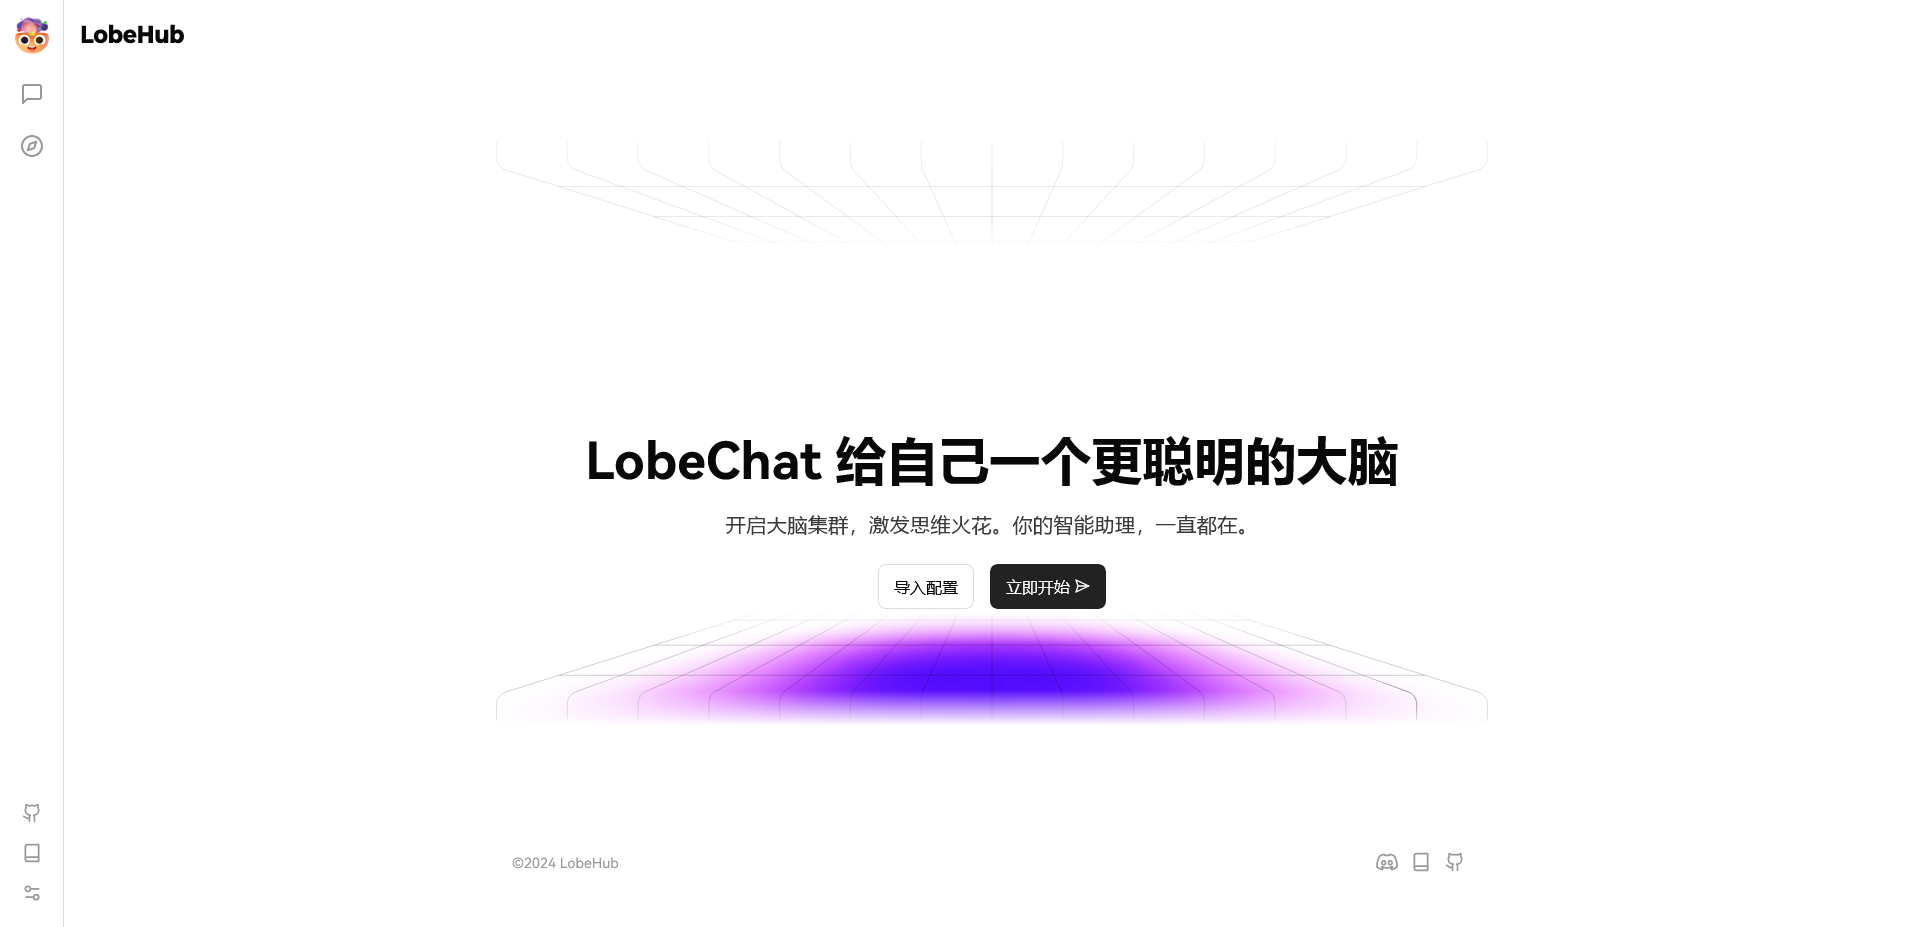 LobeHub
LobeChat 给自己一个更聪明的大脑
开启大脑集群，激发思维火花。你的智能助理，一直都在。
导入配置
立即开始
©2024 LobeHub